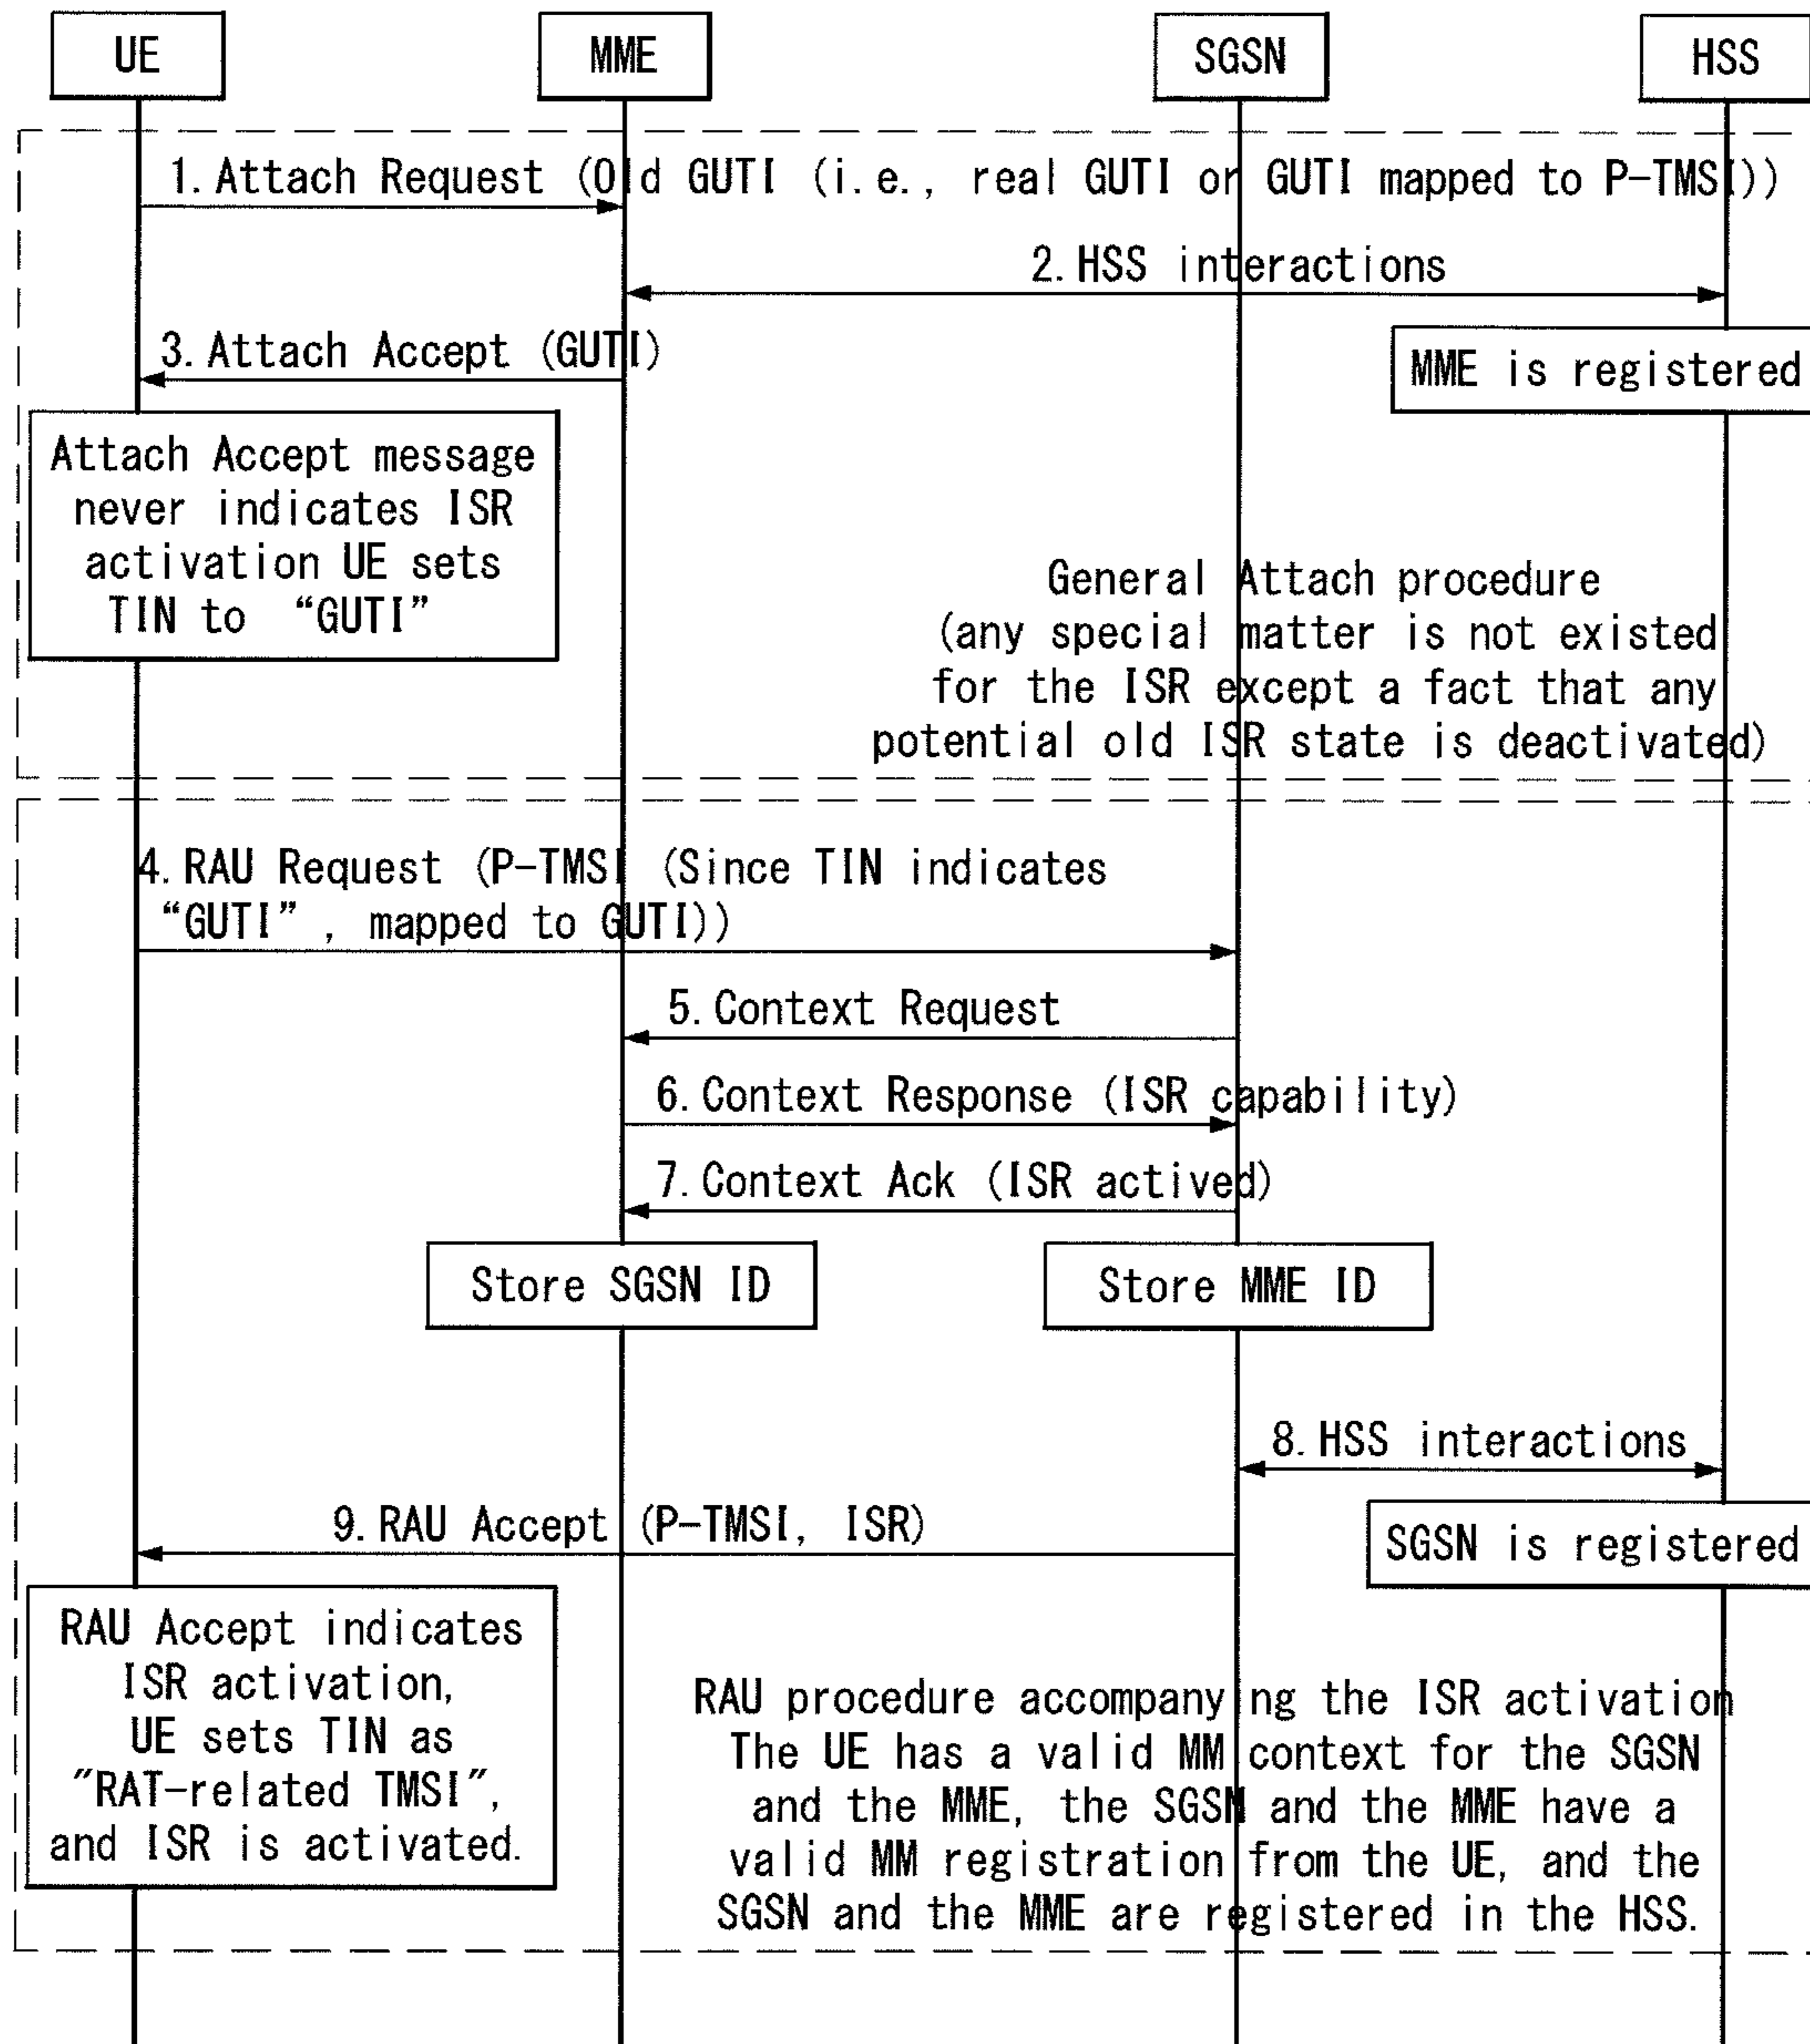 UE
MME
SGSN
HSS
1. Attach Request (Old GUTI (i.e., real GUTI or GUTI mapped to P-TMSI))
2. HSS interactions
3. Attach Accept (GUTI)
MME is registered
Attach Accept message
never indicates ISR
activation UE sets
TIN to “GUTI”
General Attach procedure
(any special matter is not existed
for the ISR except a fact that any
potential old ISR state is deactivated)
4. RAU Request (P-TMSI (Since TIN indicates
“GUTI”, mapped to GUTI))
5. Context Request
6. Context Response (ISR capability)
7. Context Ack (ISR actived)
Store SGSN ID
Store MME ID
8. HSS interactions
9. RAU Accept (P-TMSI, ISR)
SGSN is registered
RAU Accept indicates
ISR activation,
UE sets TIN as
"RAT-related TMSI",
and ISR is activated.
RAU procedure accompanying the ISR activation
The UE has a valid MM context for the SGSN
and the MME, the SGSN and the MME have a
valid MM registration from the UE, and the
SGSN and the MME are registered in the HSS.